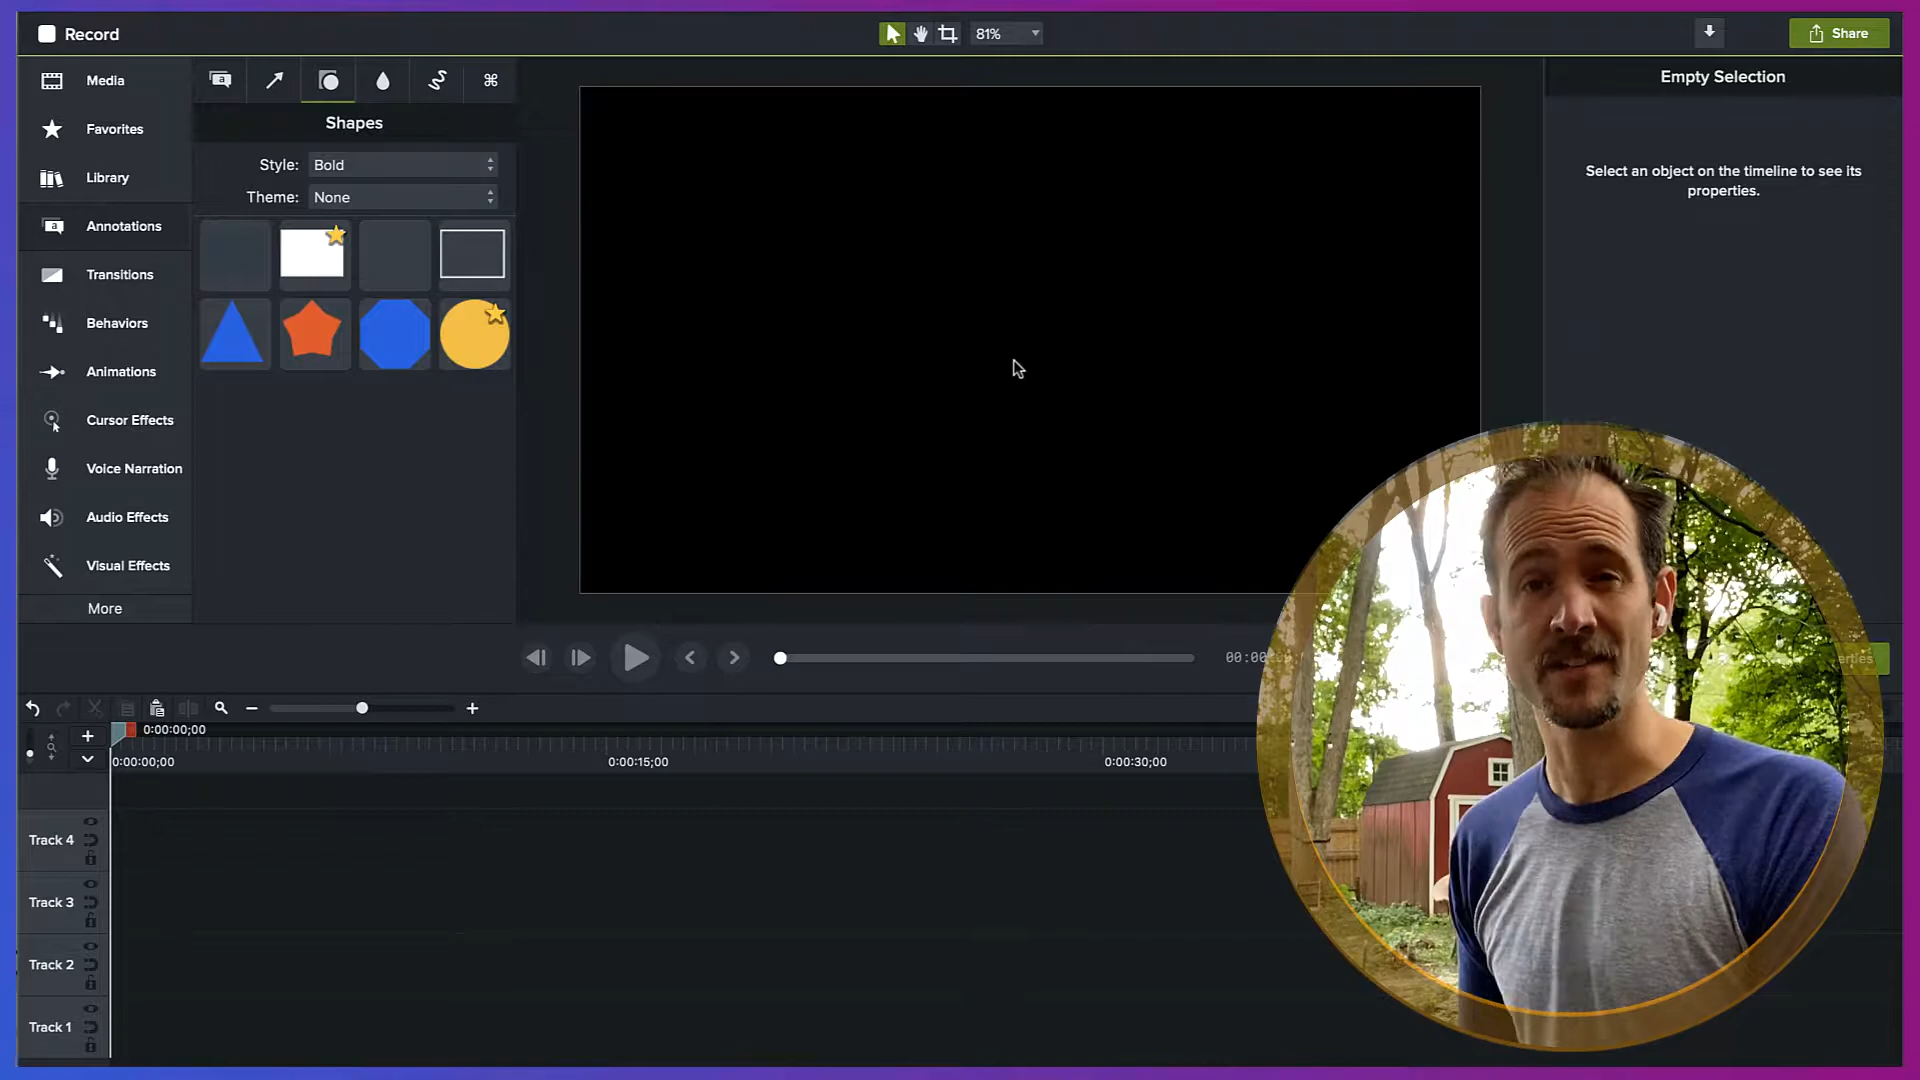 Record
81%
Share
Media
Favorites
Library
Annotations
Transitions
Behaviors
Animations
Cursor Effects
Voice Narration
Audio Effects
Visual Effects
More
a
a
Shapes
Style: Bold
Theme: None
Empty Selection
Select an object on the timeline to see its
properties.
00:00
erties
0:00:00;00
0:00:00;00
0:00:15;00
0:00:30;00
Track 4
Track 3
Track 2
Track 1